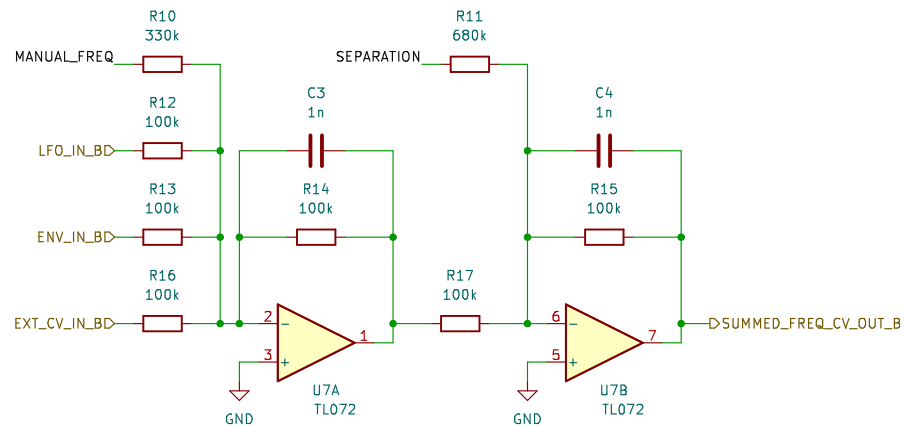 R10
330k
MANUAL_FREQ
R11
680k
SEPARATION
R12
100k
LFO_IN_B
C3
1n
C4
1n
R13
100k
ENV_IN_B
R14
100k
R15
100k
R16
100k
EXT_CV_IN_B
R17
100k
2
-
1
3
+
U7A
TL072
GND
6
-
7
5
+
U7B
TL072
GND
SUMMED_FREQ_CV_OUT_B